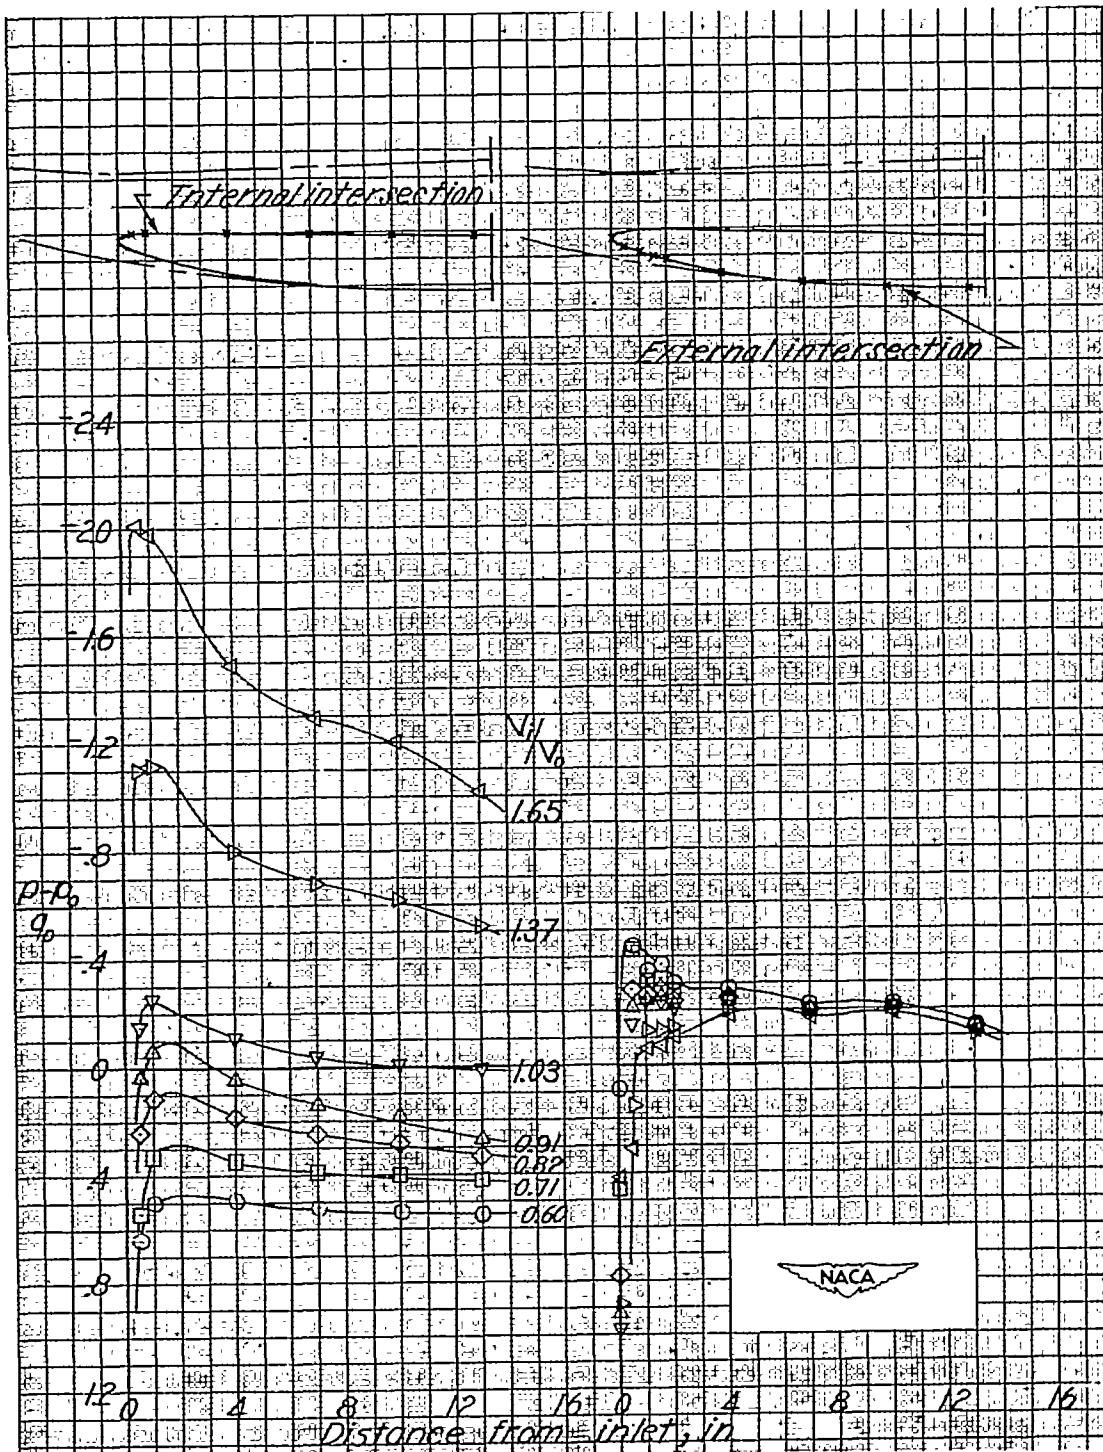 Internal intersection
External intersection
-2.4
-2.0
-1.6
-1.2
-.8
-.4
0
.4
.8
1.2
p-p₀
q₀
Vᵢ/V₀
1.65
1.37
1.03
0.91
0.82
0.71
0.60
NACA
0 4 8 12 16 0 4 8 12 16
Distance from inlet, in